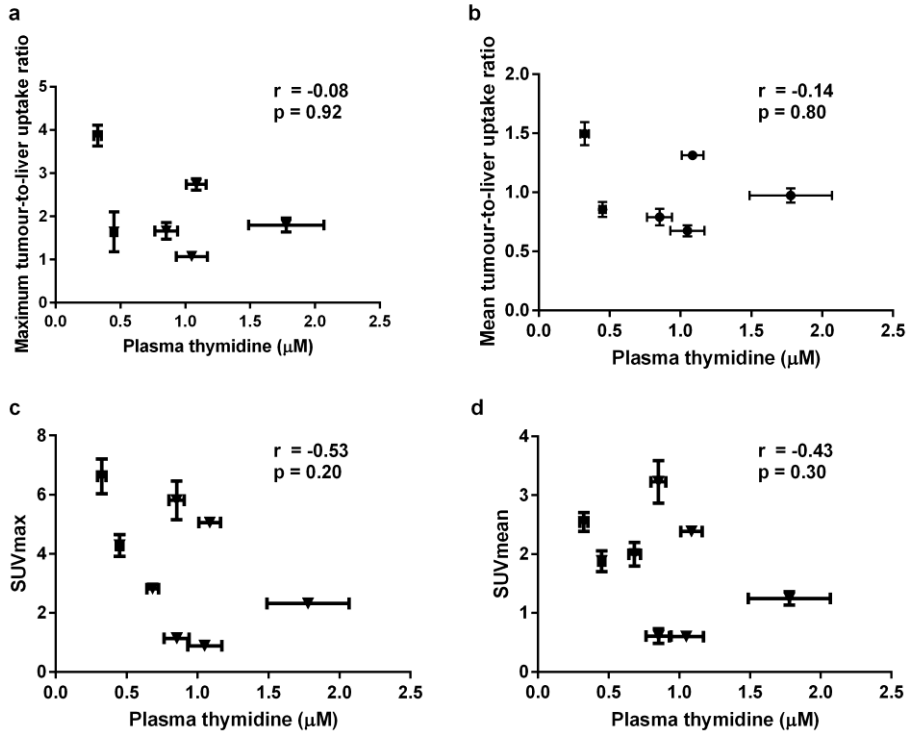 a
Maximum tumour-to-liver uptake ratio
5
4
3
2
1
0
r = -0.08
p = 0.92
0.0 0.5 1.0 1.5 2.0 2.5
Plasma thymidine (μM)
b
Mean tumour-to-liver uptake ratio
2.0
1.5
1.0
0.5
0.0
r = -0.14
p = 0.80
0.0 0.5 1.0 1.5 2.0 2.5
Plasma thymidine (μM)
c
SUVmax
8
6
4
2
0
r = -0.53
p = 0.20
0.0 0.5 1.0 1.5 2.0 2.5
Plasma thymidine (μM)
d
SUVmean
4
3
2
1
0
r = -0.43
p = 0.30
0.0 0.5 1.0 1.5 2.0 2.5
Plasma thymidine (μM)